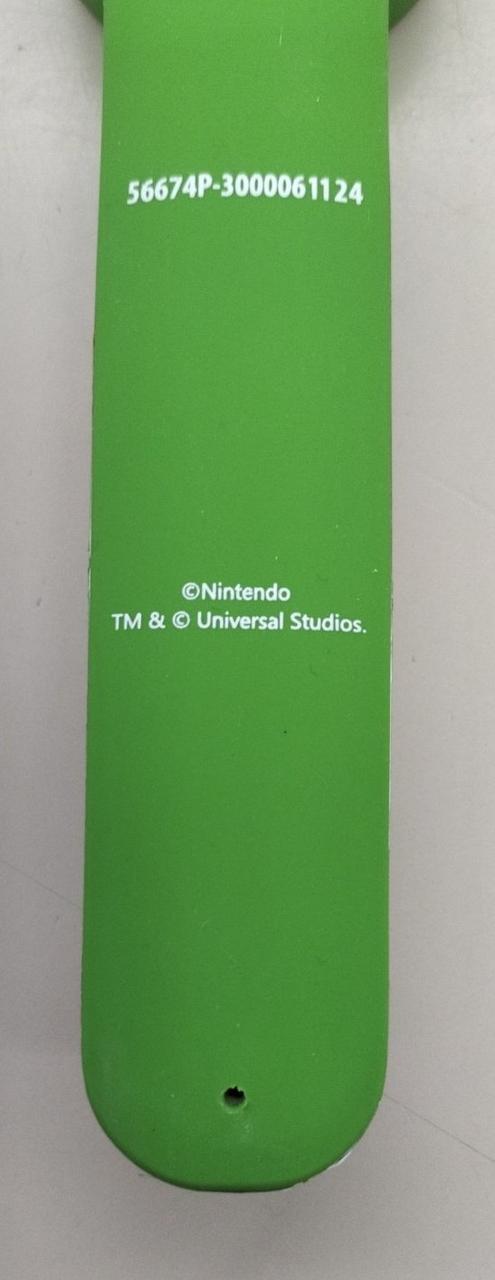 56674P-3000061124
©Nintendo
TM & © Universal Studios.